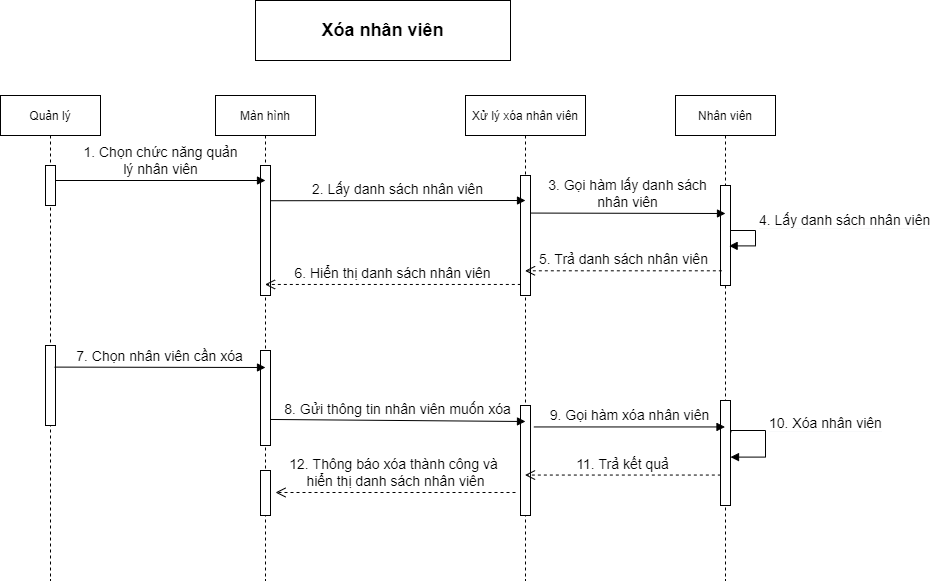 Xóa nhân viên
Quản lý
Màn hình
Xử lý xóa nhân viên
Nhân viên
1. Chọn chức năng quản
lý nhân viên
2. Lấy danh sách nhân viên
3. Gọi hàm lấy danh sách
nhân viên
4. Lấy danh sách nhân viên
5. Trả danh sách nhân viên
6. Hiển thị danh sách nhân viên
7. Chọn nhân viên cần xóa
8. Gửi thông tin nhân viên muốn xóa
9. Gọi hàm xóa nhân viên
10. Xóa nhân viên
11. Trả kết quả
12. Thông báo xóa thành công và
hiển thị danh sách nhân viên